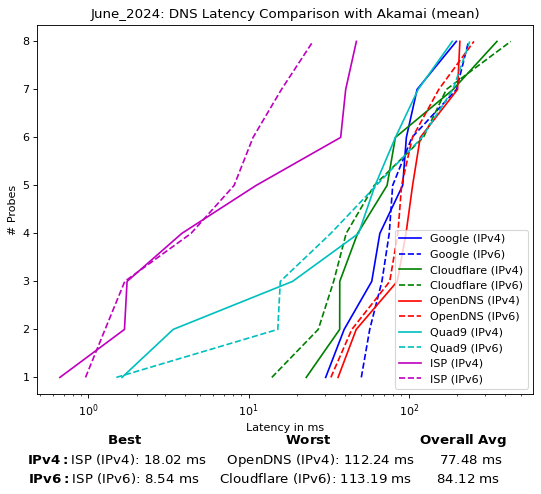 June_2024: DNS Latency Comparison with Akamai (mean)
8
7
6
5
4
3
2
1
# Probes
Google (IPv4)
Google (IPv6)
Cloudflare (IPv4)
Cloudflare (IPv6)
OpenDNS (IPv4)
OpenDNS (IPv6)
Quad9 (IPv4)
Quad9 (IPv6)
ISP (IPv4)
ISP (IPv6)
10⁰ 10¹ 10²
Latency in ms
Best Worst Overall Avg
IPv4: ISP (IPv4): 18.02 ms OpenDNS (IPv4): 112.24 ms 77.48 ms
IPv6: ISP (IPv6): 8.54 ms Cloudflare (IPv6): 113.19 ms 84.12 ms